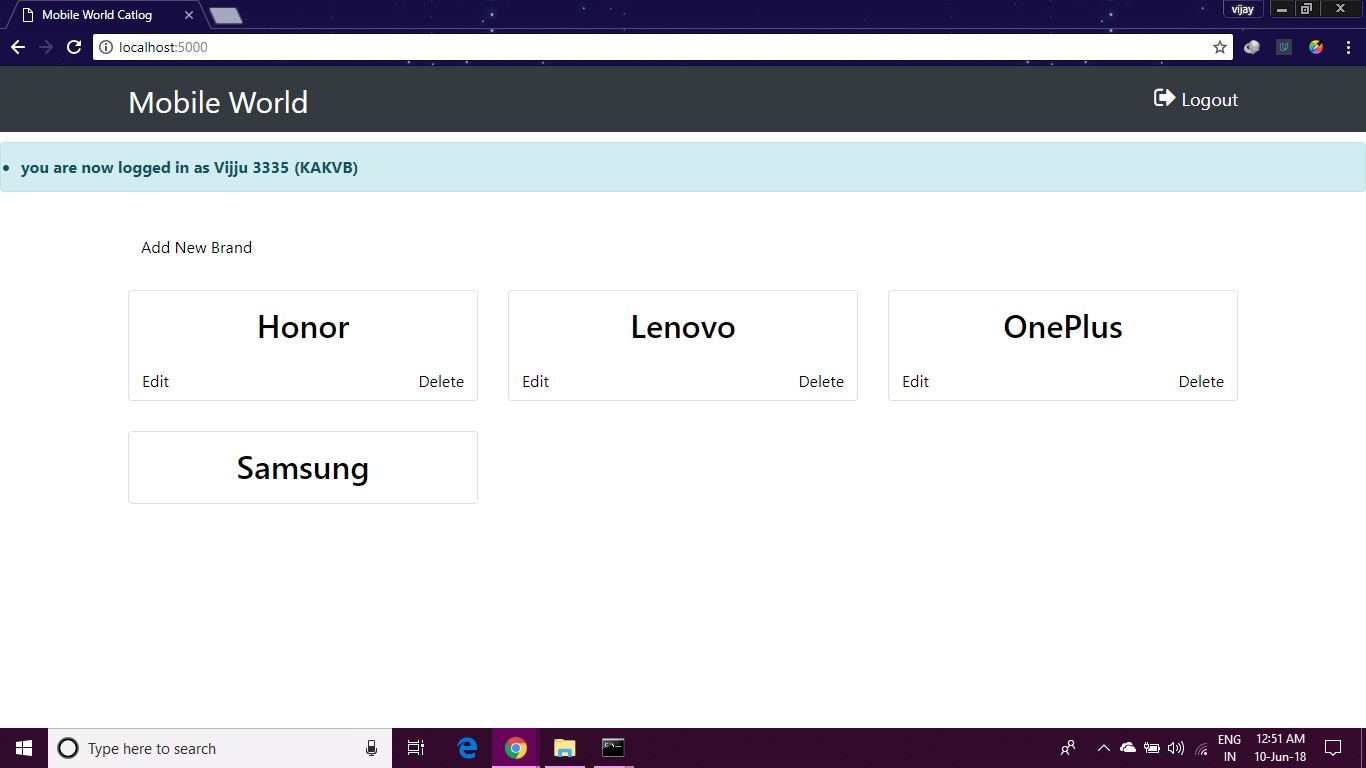 Mobile World Catlog
vijay
localhost:5000
Mobile World
Logout
you are now logged in as Vijju 3335 (KAKVB)
Add New Brand
Honor
Lenovo
OnePlus
Edit Delete
Edit Delete
Edit Delete
Samsung
Type here to search
ENG
IN
12:51 AM
10-Jun-18